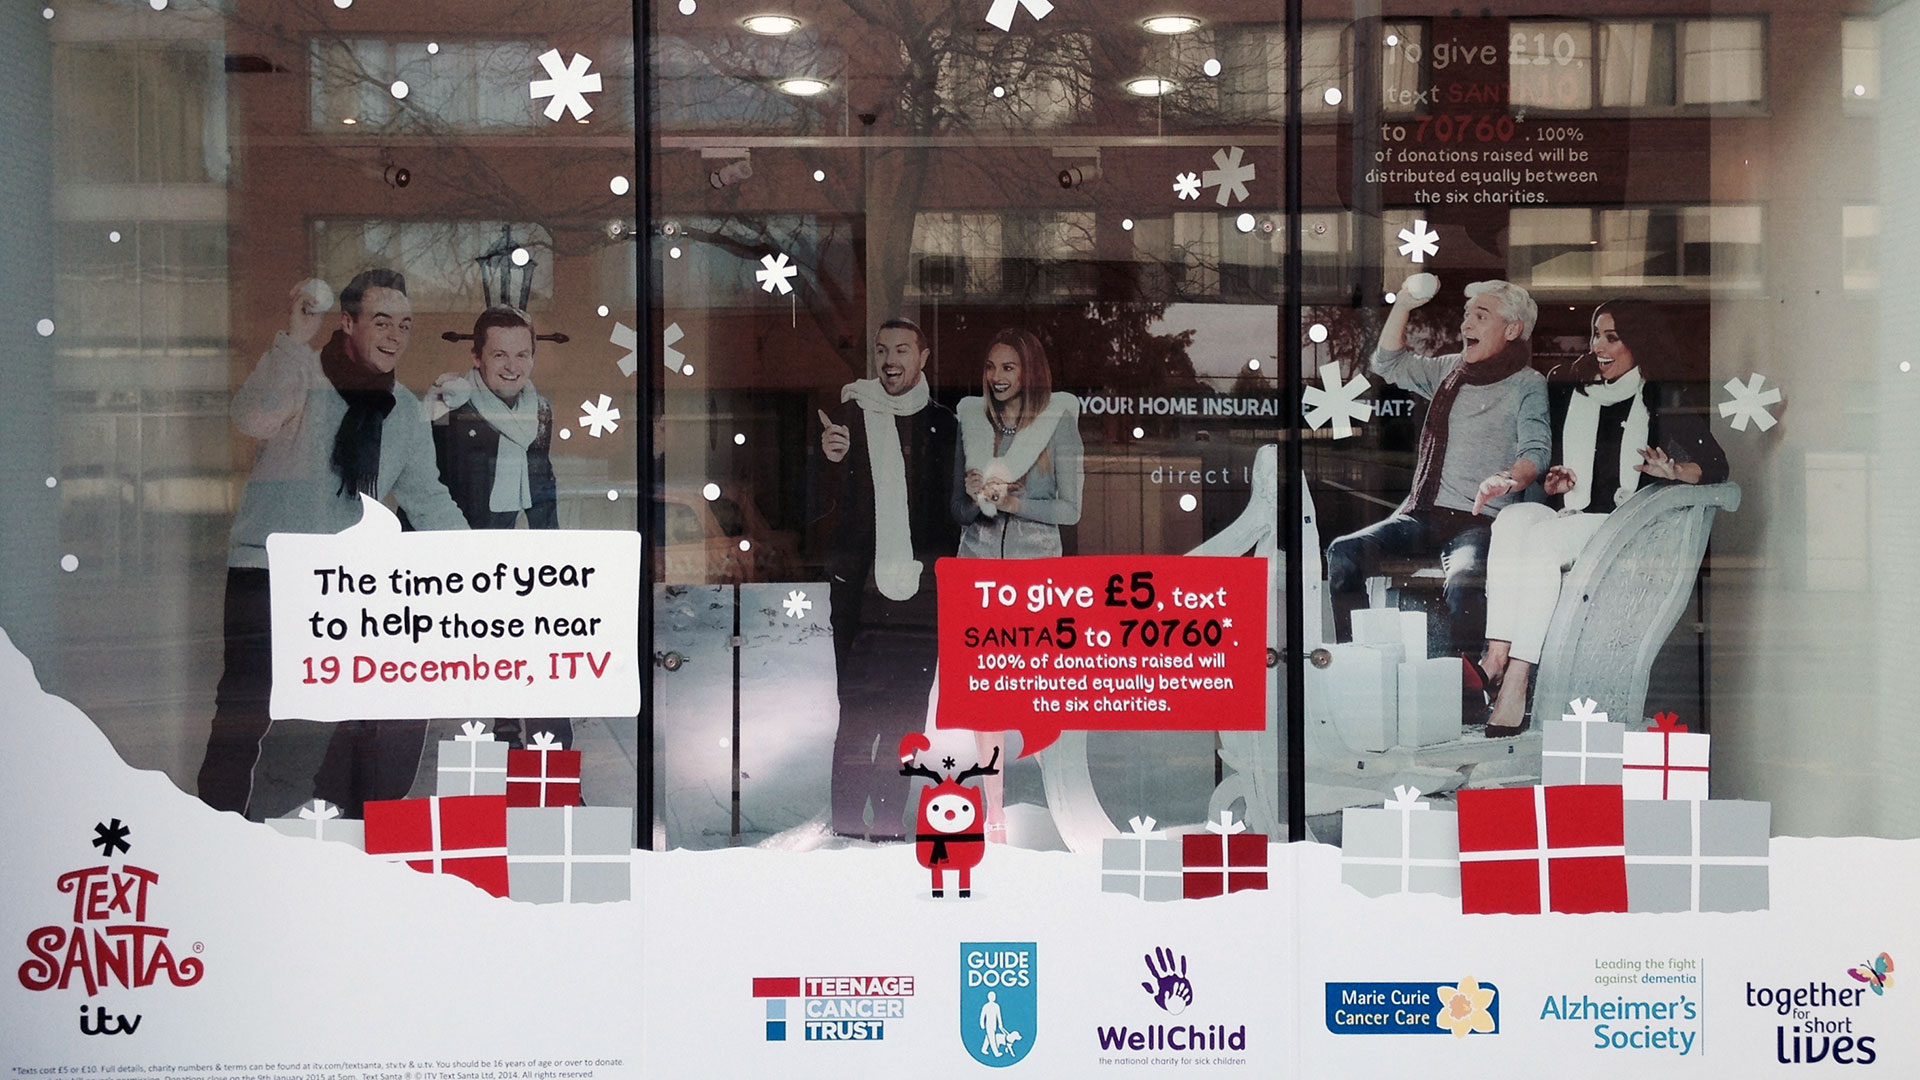 To give £10,
text SANTA10
to 70760*. 100%
of donations raised will be
distributed equally between
the six charities.
YOUR HOME INSURA
HAT?
direct l
The time of year
to help those near
19 December, ITV
To give £5, text
SANTA5 to 70760*.
100% of donations raised will
be distributed equally between
the six charities.
TEXT
SANTA®
itv
TEENAGE
CANCER
TRUST
GUIDE
DOGS
WellChild
the national charity for sick children
Marie Curie
Cancer Care
Leading the fight
against dementia
Alzheimer's
Society
together
for short
lives
*Texts cost £5 or £10. Full details, charity numbers & terms can be found at itv.com/textsanta, stv.tv & u.tv. You should be 16 years of age or over to donate.
Donations close on the 9th January 2015 at 5pm. Text Santa ® © ITV Text Santa Ltd, 2014. All rights reserved